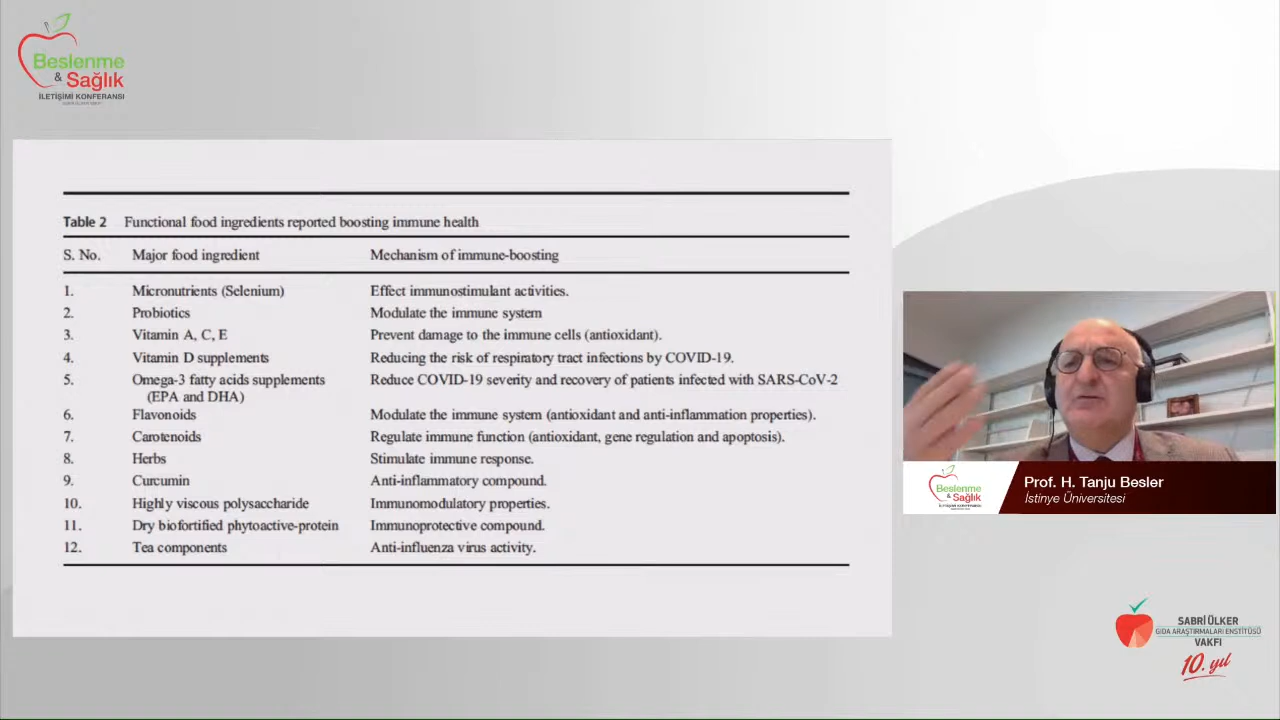 Beslenme
& Sağlık
İLETİŞİMİ KONFERANSI
Table 2 Functional food ingredients reported boosting immune health
S. No. Major food ingredient Mechanism of immune-boosting
1. Micronutrients (Selenium) Effect immunostimulant activities.
2. Probiotics Modulate the immune system
3. Vitamin A, C, E Prevent damage to the immune cells (antioxidant).
4. Vitamin D supplements Reducing the risk of respiratory tract infections by COVID-19.
5. Omega-3 fatty acids supplements Reduce COVID-19 severity and recovery of patients infected with SARS-CoV-2
(EPA and DHA)
6. Flavonoids Modulate the immune system (antioxidant and anti-inflammation properties).
7. Carotenoids Regulate immune function (antioxidant, gene regulation and apoptosis).
8. Herbs Stimulate immune response.
9. Curcumin Anti-inflammatory compound.
10. Highly viscous polysaccharide Immunomodulatory properties.
11. Dry biofortified phytoactive-protein Immunoprotective compound.
12. Tea components Anti-influenza virus activity.
Beslenme
& Sağlık
İLETİŞİMİ KONFERANSI
Prof. H. Tanju Besler
İstinye Üniversitesi
SABRİ ÜLKER
GIDA ARAŞTIRMALARI ENSTİTÜSÜ
VAKFI
10. yıl